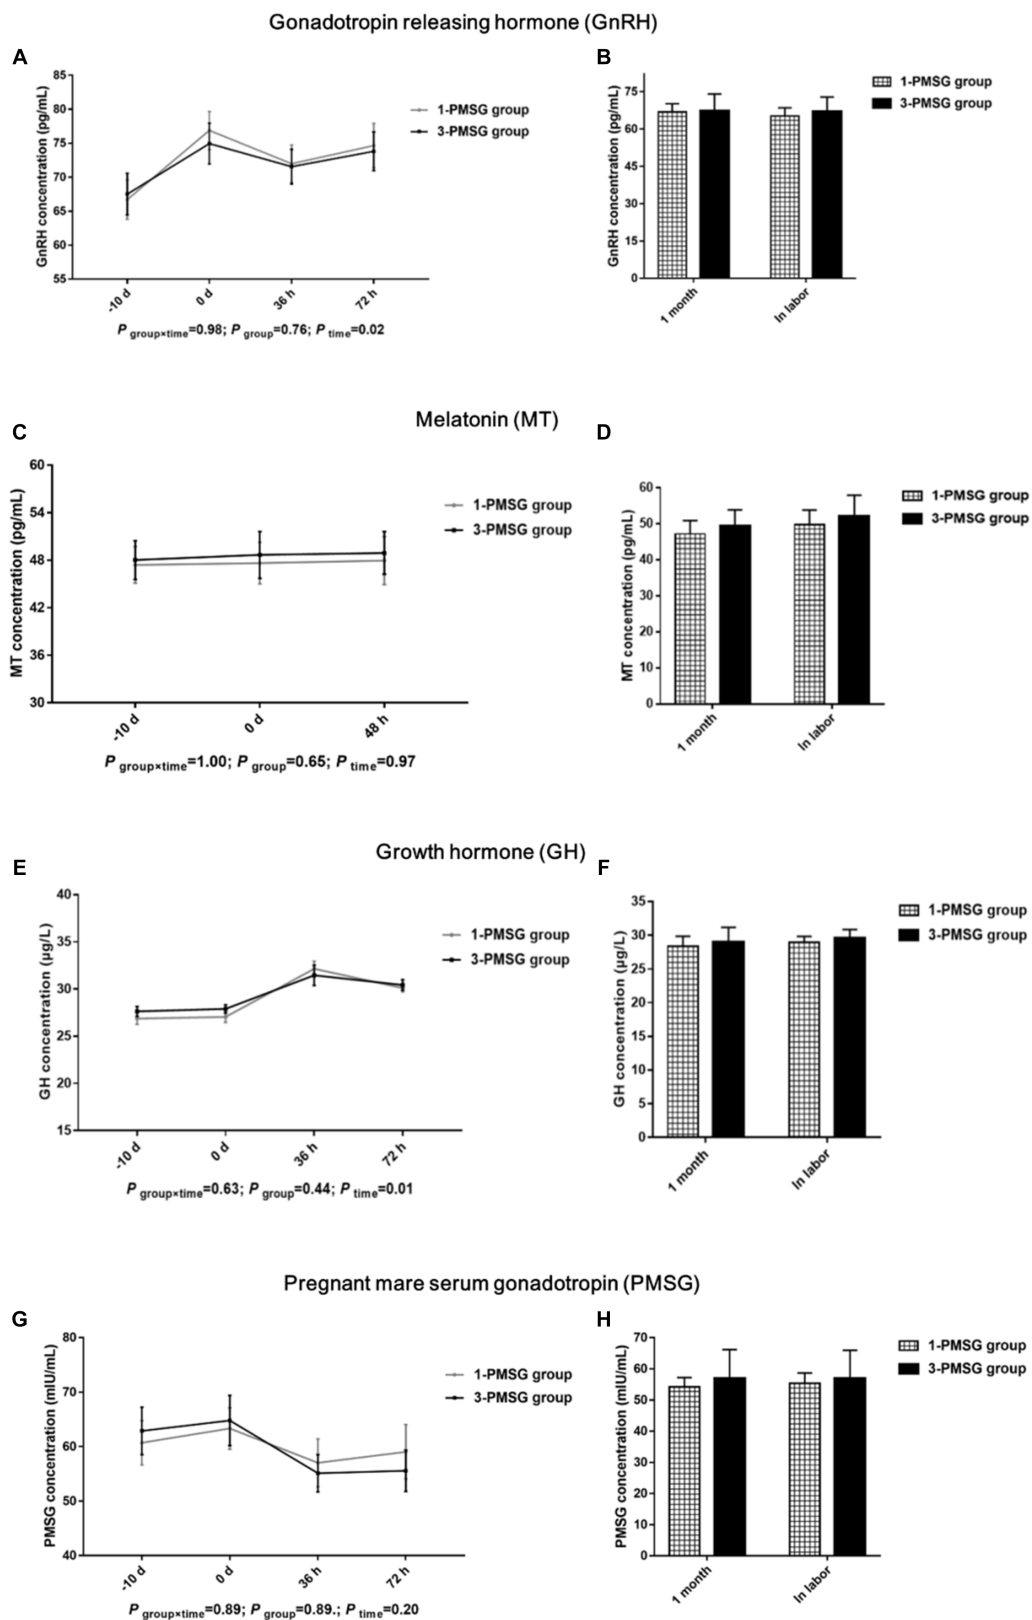 Gonadotropin releasing hormone (GnRH)
A
GnRH concentration (pg/mL)
85
80
75
70
65
60
55
-10 d
0 d
36 h
72 h
1-PMSG group
3-PMSG group
P group×time=0.98; P group=0.76; P time=0.02
B
GnRH concentration (pg/mL)
75
60
45
30
15
0
1 month
In labor
1-PMSG group
3-PMSG group
Melatonin (MT)
C
MT concentration (pg/mL)
60
54
48
42
36
30
-10 d
0 d
48 h
1-PMSG group
3-PMSG group
P group×time=1.00; P group=0.65; P time=0.97
D
MT concentration (pg/mL)
60
50
40
30
20
10
0
1 month
In labor
1-PMSG group
3-PMSG group
Growth hormone (GH)
E
GH concentration (µg/L)
40
35
30
25
20
15
-10 d
0 d
36 h
72 h
1-PMSG group
3-PMSG group
P group×time=0.63; P group=0.44; P time=0.01
F
GH concentration (µg/L)
35
30
25
20
15
10
5
0
1 month
In labor
1-PMSG group
3-PMSG group
Pregnant mare serum gonadotropin (PMSG)
G
PMSG concentration (mIU/mL)
80
70
60
50
40
-10 d
0 d
36 h
72 h
1-PMSG group
3-PMSG group
P group×time=0.89; P group=0.89.; P time=0.20
H
PMSG concentration (mIU/mL)
70
60
50
40
30
20
10
0
1 month
In labor
1-PMSG group
3-PMSG group